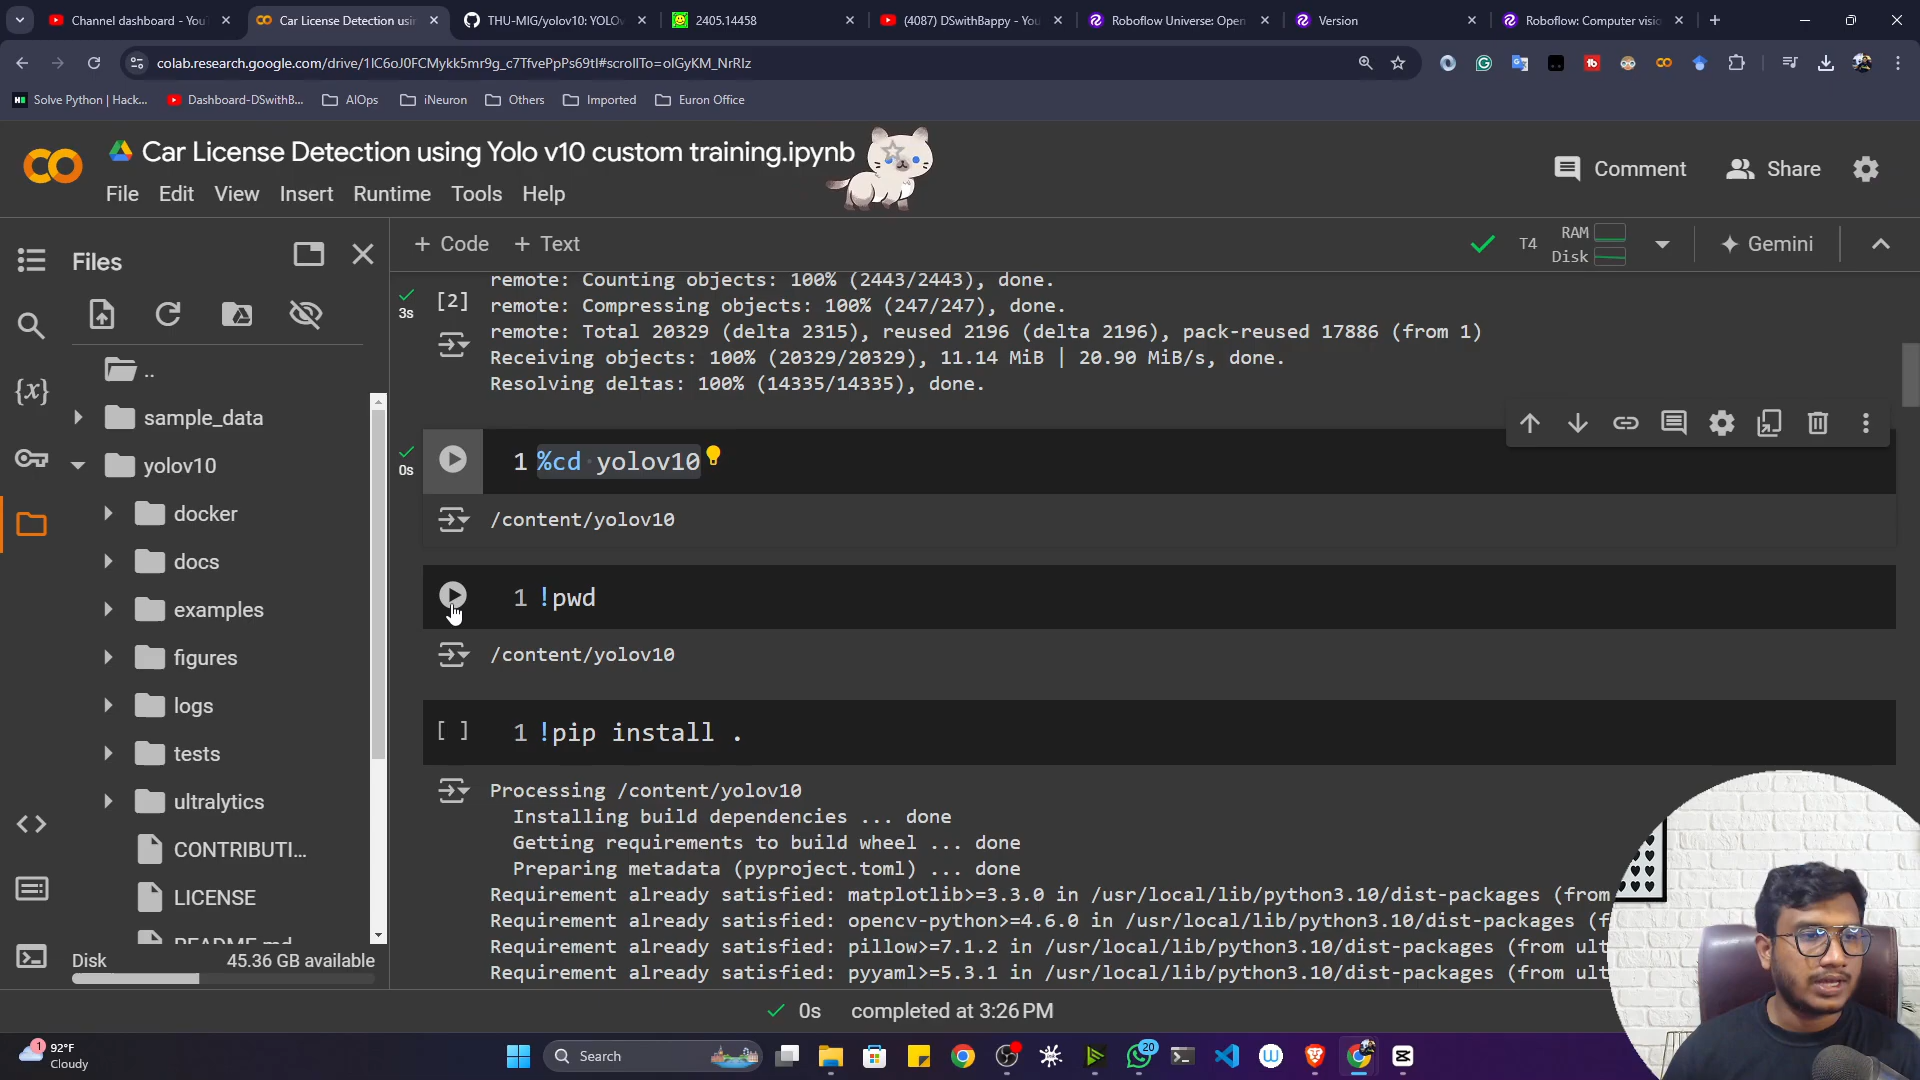 Channel dashboard - You
Car License Detection usin
THU-MIG/yolov10: YOLOv
2405.14458
(4087) DSwithBappy - You
Roboflow Universe: Open
Version
Roboflow: Computer visio
colab.research.google.com/drive/1IC6oJ0FCMykk5mr9g_c7TfvePpPs69tI#scrollTo=oIGyKM_NrRIz
Solve Python | Hack...
Dashboard-DSwithB...
AIOps
iNeuron
Others
Imported
Euron Office
Car License Detection using Yolo v10 custom training.ipynb
Comment
Share
File Edit View Insert Runtime Tools Help
Files
+ Code + Text
T4
RAM
Disk
Gemini
..
sample_data
yolov10
docker
docs
examples
figures
logs
tests
ultralytics
CONTRIBUTI...
LICENSE
README.md
Disk 45.36 GB available
remote: Counting objects: 100% (2443/2443), done.
[2]
3s
remote: Compressing objects: 100% (247/247), done.
remote: Total 20329 (delta 2315), reused 2196 (delta 2196), pack-reused 17886 (from 1)
Receiving objects: 100% (20329/20329), 11.14 MiB | 20.90 MiB/s, done.
Resolving deltas: 100% (14335/14335), done.
0s
1 %cd yolov10
/content/yolov10
1 !pwd
/content/yolov10
[ ] 1 !pip install .
Processing /content/yolov10
Installing build dependencies ... done
Getting requirements to build wheel ... done
Preparing metadata (pyproject.toml) ... done
Requirement already satisfied: matplotlib>=3.3.0 in /usr/local/lib/python3.10/dist-packages (from
Requirement already satisfied: opencv-python>=4.6.0 in /usr/local/lib/python3.10/dist-packages (f
Requirement already satisfied: pillow>=7.1.2 in /usr/local/lib/python3.10/dist-packages (from ult
Requirement already satisfied: pyyaml>=5.3.1 in /usr/local/lib/python3.10/dist-packages (from ult
0s completed at 3:26 PM
1
92°F
Cloudy
Search
20